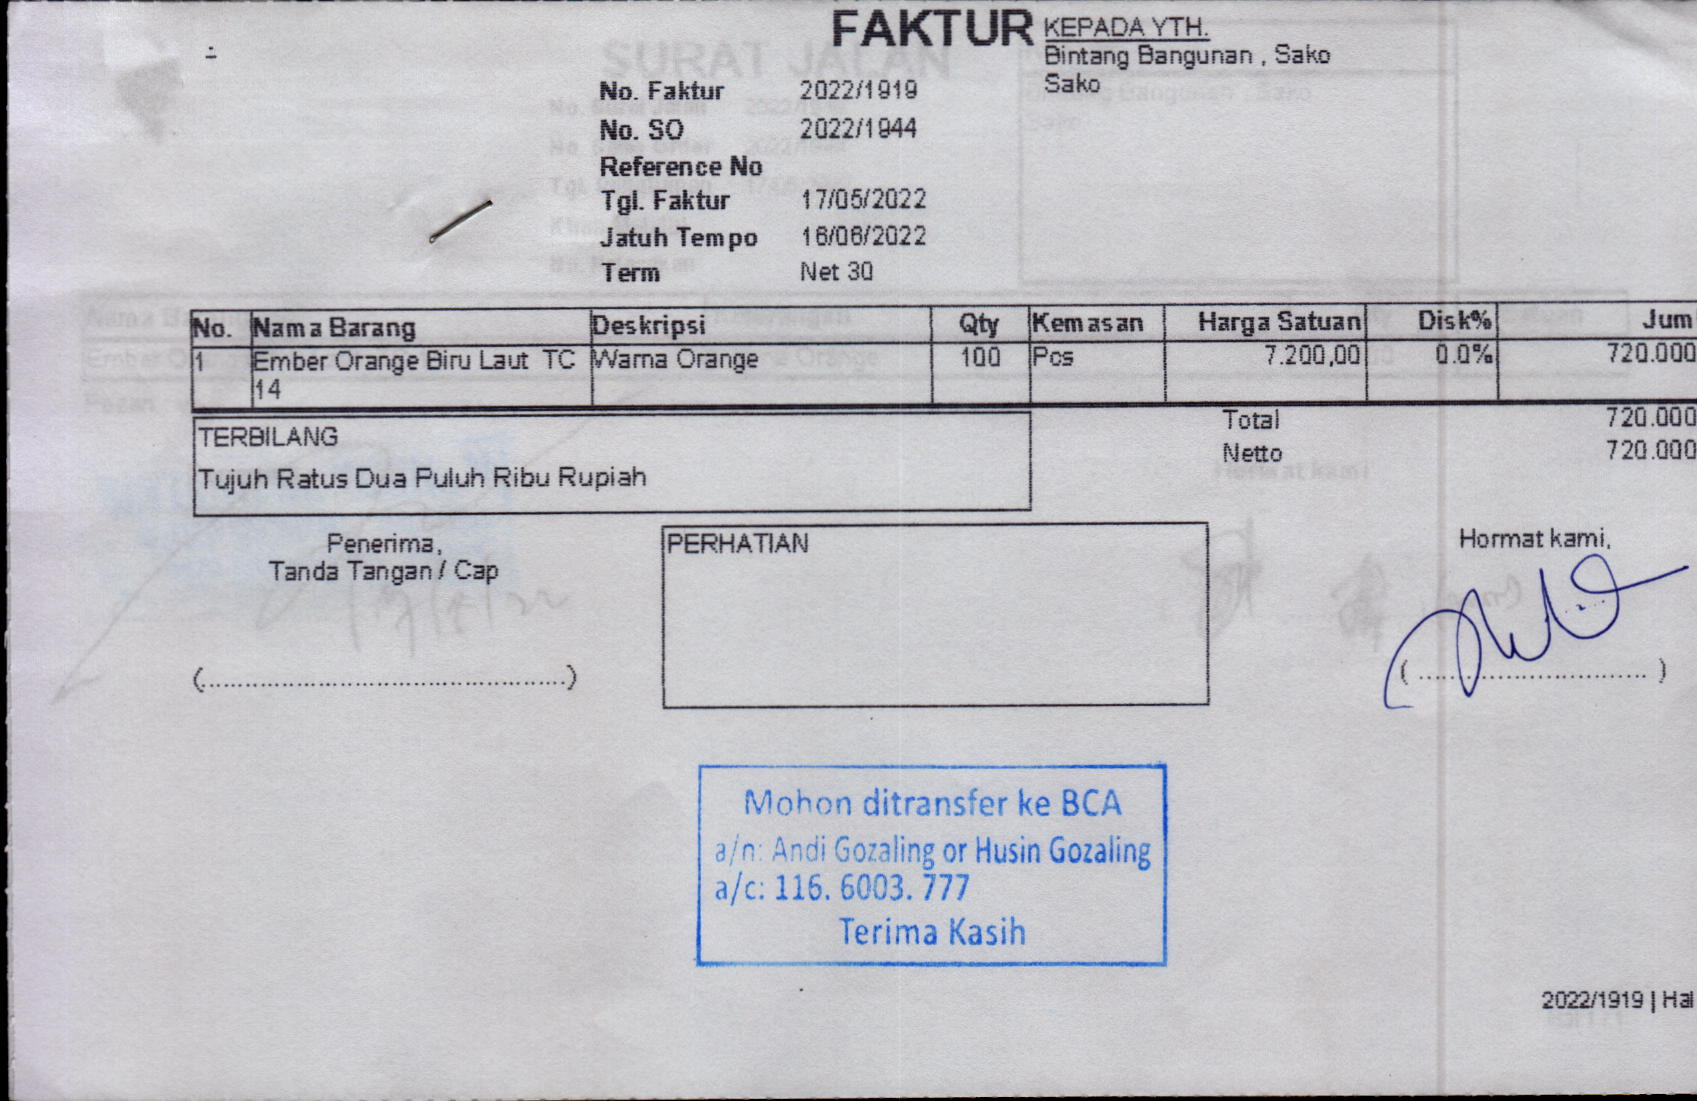 FAKTUR
KEPADA YTH.
Bintang Bangunan , Sako
Sako
No. Faktur 2022/1919
No. SO 2022/1944
Reference No
Tgl. Faktur 17/05/2022
Jatuh Tempo 16/06/2022
Term Net 30
No. Nama Barang Deskripsi Qty Kemasan Harga Satuan Disk% Jum
1 Ember Orange Biru Laut TC Warna Orange 100 Pcs 7.200,00 0.0% 720.000
14
Total 720.000
Netto 720.000
TERBILANG
Tujuh Ratus Dua Puluh Ribu Rupiah
Penerima,
Tanda Tangan / Cap
(..............................................)
PERHATIAN
Hormat kami,
( ............................... )
Mohon ditransfer ke BCA
a/n: Andi Gozaling or Husin Gozaling
a/c: 116. 6003. 777
Terima Kasih
2022/1919 | Hal